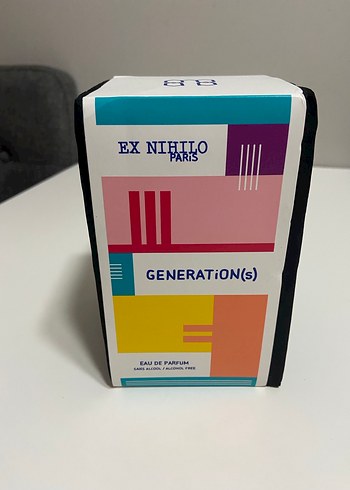 EX NIHILO
PARIS
GENERATiON(s)
EAU DE PARFUM
SANS ALCOOL / ALCOHOL FREE